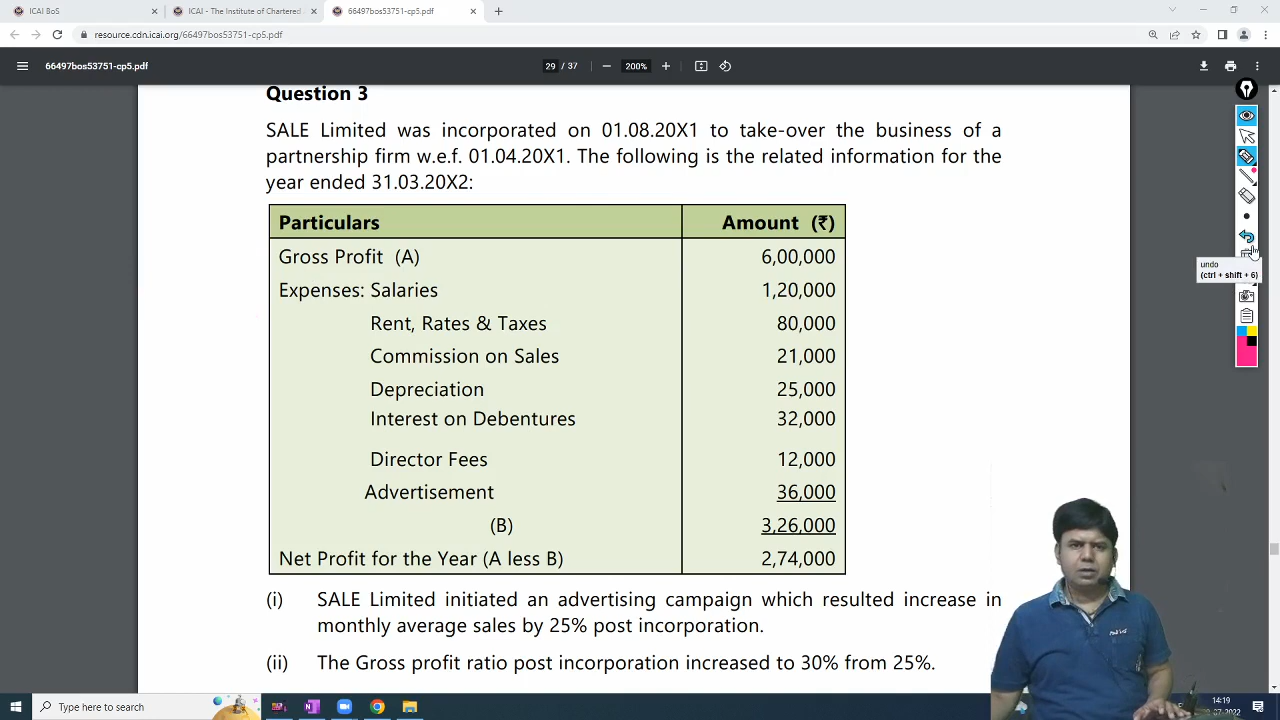 ICAI BoS
ICAI - The Institute of Chartered
66497bos53751-cp5.pdf
resource.cdn.icai.org/66497bos53751-cp5.pdf
66497bos53751-cp5.pdf
29 / 37
200%
Question 3
SALE Limited was incorporated on 01.08.20X1 to take-over the business of a
partnership firm w.e.f. 01.04.20X1. The following is the related information for the
year ended 31.03.20X2:
Particulars Amount (₹)
Gross Profit (A) 6,00,000
Expenses: Salaries 1,20,000
Rent, Rates & Taxes 80,000
Commission on Sales 21,000
Depreciation 25,000
Interest on Debentures 32,000
Director Fees 12,000
Advertisement 36,000
(B) 3,26,000
Net Profit for the Year (A less B) 2,74,000
(i) SALE Limited initiated an advertising campaign which resulted increase in
monthly average sales by 25% post incorporation.
(ii) The Gross profit ratio post incorporation increased to 30% from 25%.
undo
(ctrl + shift + 6)
Type here to search
14:19